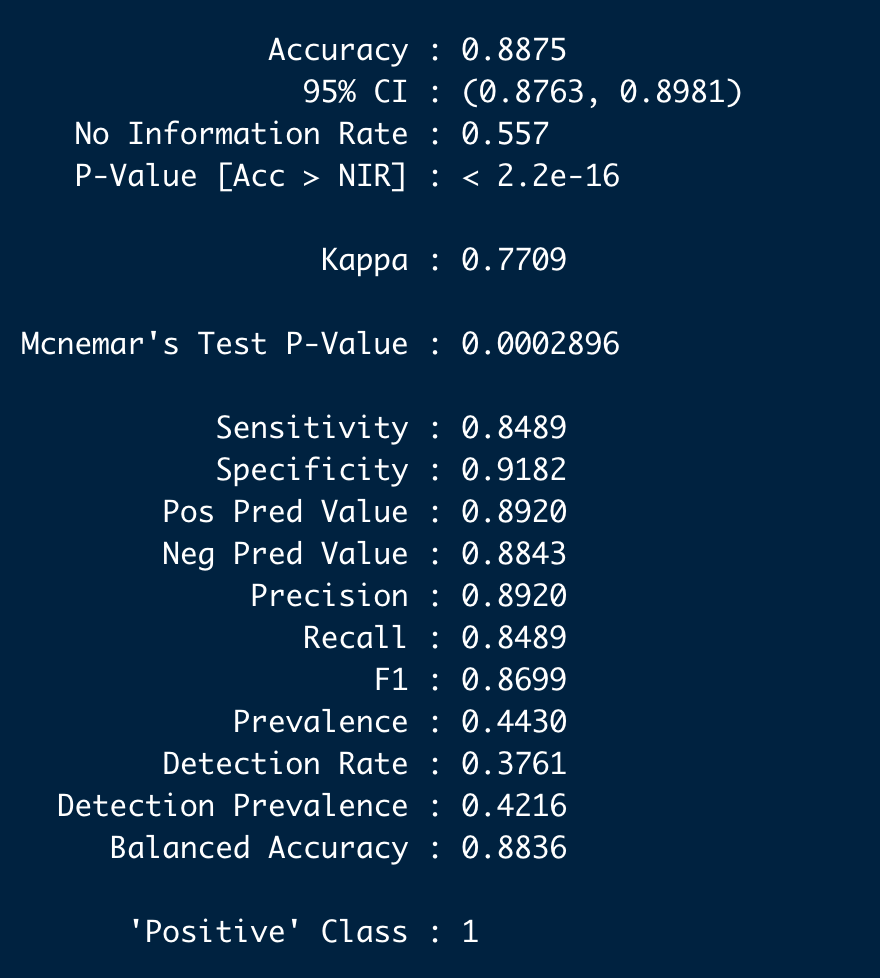 Accuracy : 0.8875
95% CI : (0.8763, 0.8981)
No Information Rate : 0.557
P-Value [Acc > NIR] : < 2.2e-16
Kappa : 0.7709
Mcnemar's Test P-Value : 0.0002896
Sensitivity : 0.8489
Specificity : 0.9182
Pos Pred Value : 0.8920
Neg Pred Value : 0.8843
Precision : 0.8920
Recall : 0.8489
F1 : 0.8699
Prevalence : 0.4430
Detection Rate : 0.3761
Detection Prevalence : 0.4216
Balanced Accuracy : 0.8836
'Positive' Class : 1